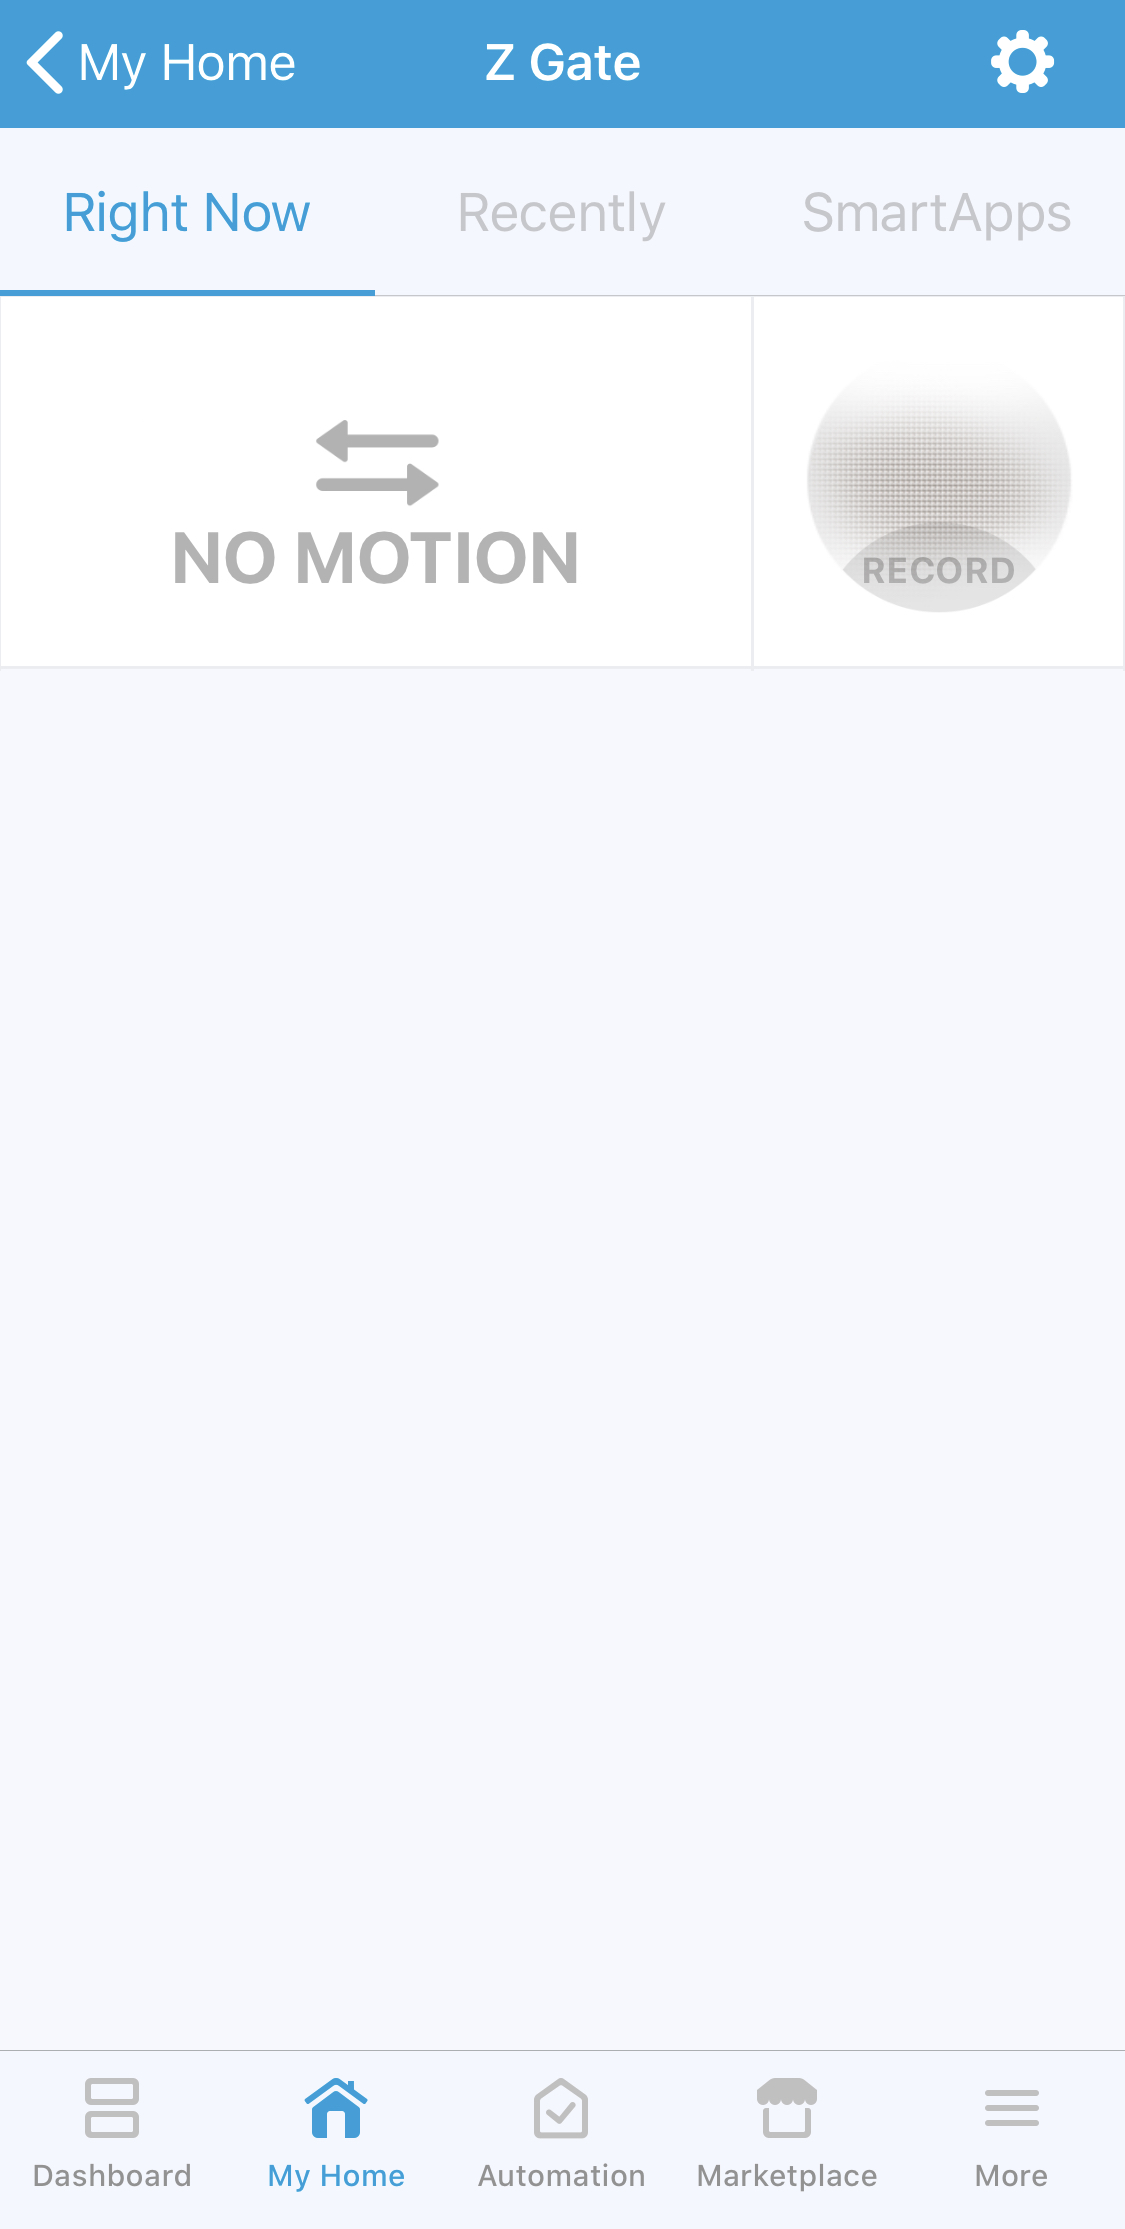 My Home
Z Gate
Right Now
Recently
SmartApps
NO MOTION
RECORD
Dashboard
My Home
Automation
Marketplace
More